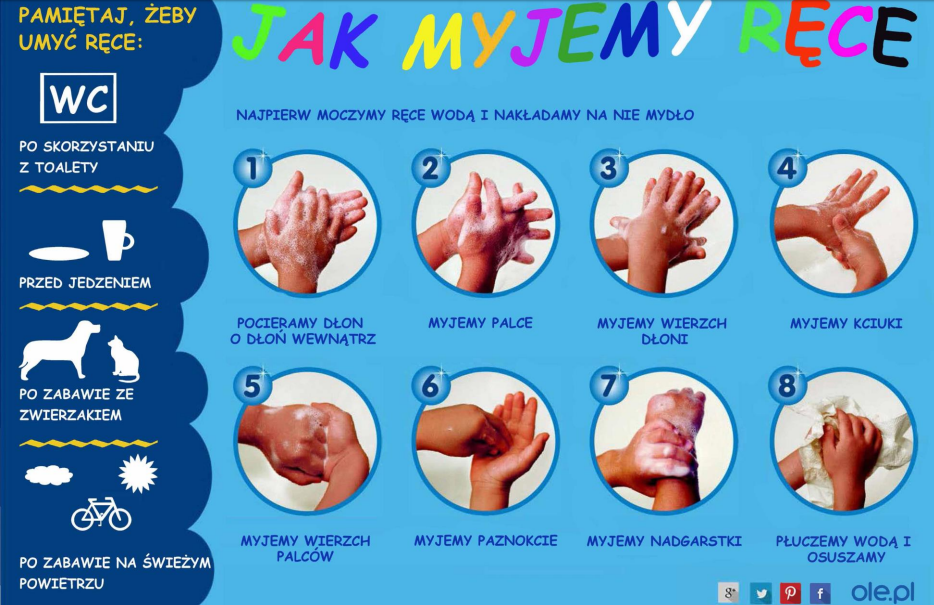 PAMIĘTAJ, ŻEBY
UMYĆ RĘCE:
WC
PO SKORZYSTANIU
Z TOALETY
PRZED JEDZENIEM
PO ZABAWIE ZE
ZWIERZAKIEM
PO ZABAWIE NA ŚWIEŻYM
POWIETRZU
JAK MYJEMY RĘCE
NAJPIERW MOCZYMY RĘCE WODĄ I NAKŁADAMY NA NIE MYDŁO
1
POCIERAMY DŁON
O DŁOŃ WEWNĄTRZ
2
MYJEMY PALCE
3
MYJEMY WIERZCH
DŁONI
4
MYJEMY KCIUKI
5
MYJEMY WIERZCH
PALCÓW
6
MYJEMY PAZNOKCIE
7
MYJEMY NADGARSTKI
8
PŁUCZEMY WODĄ I
OSUSZAMY
ole.pl